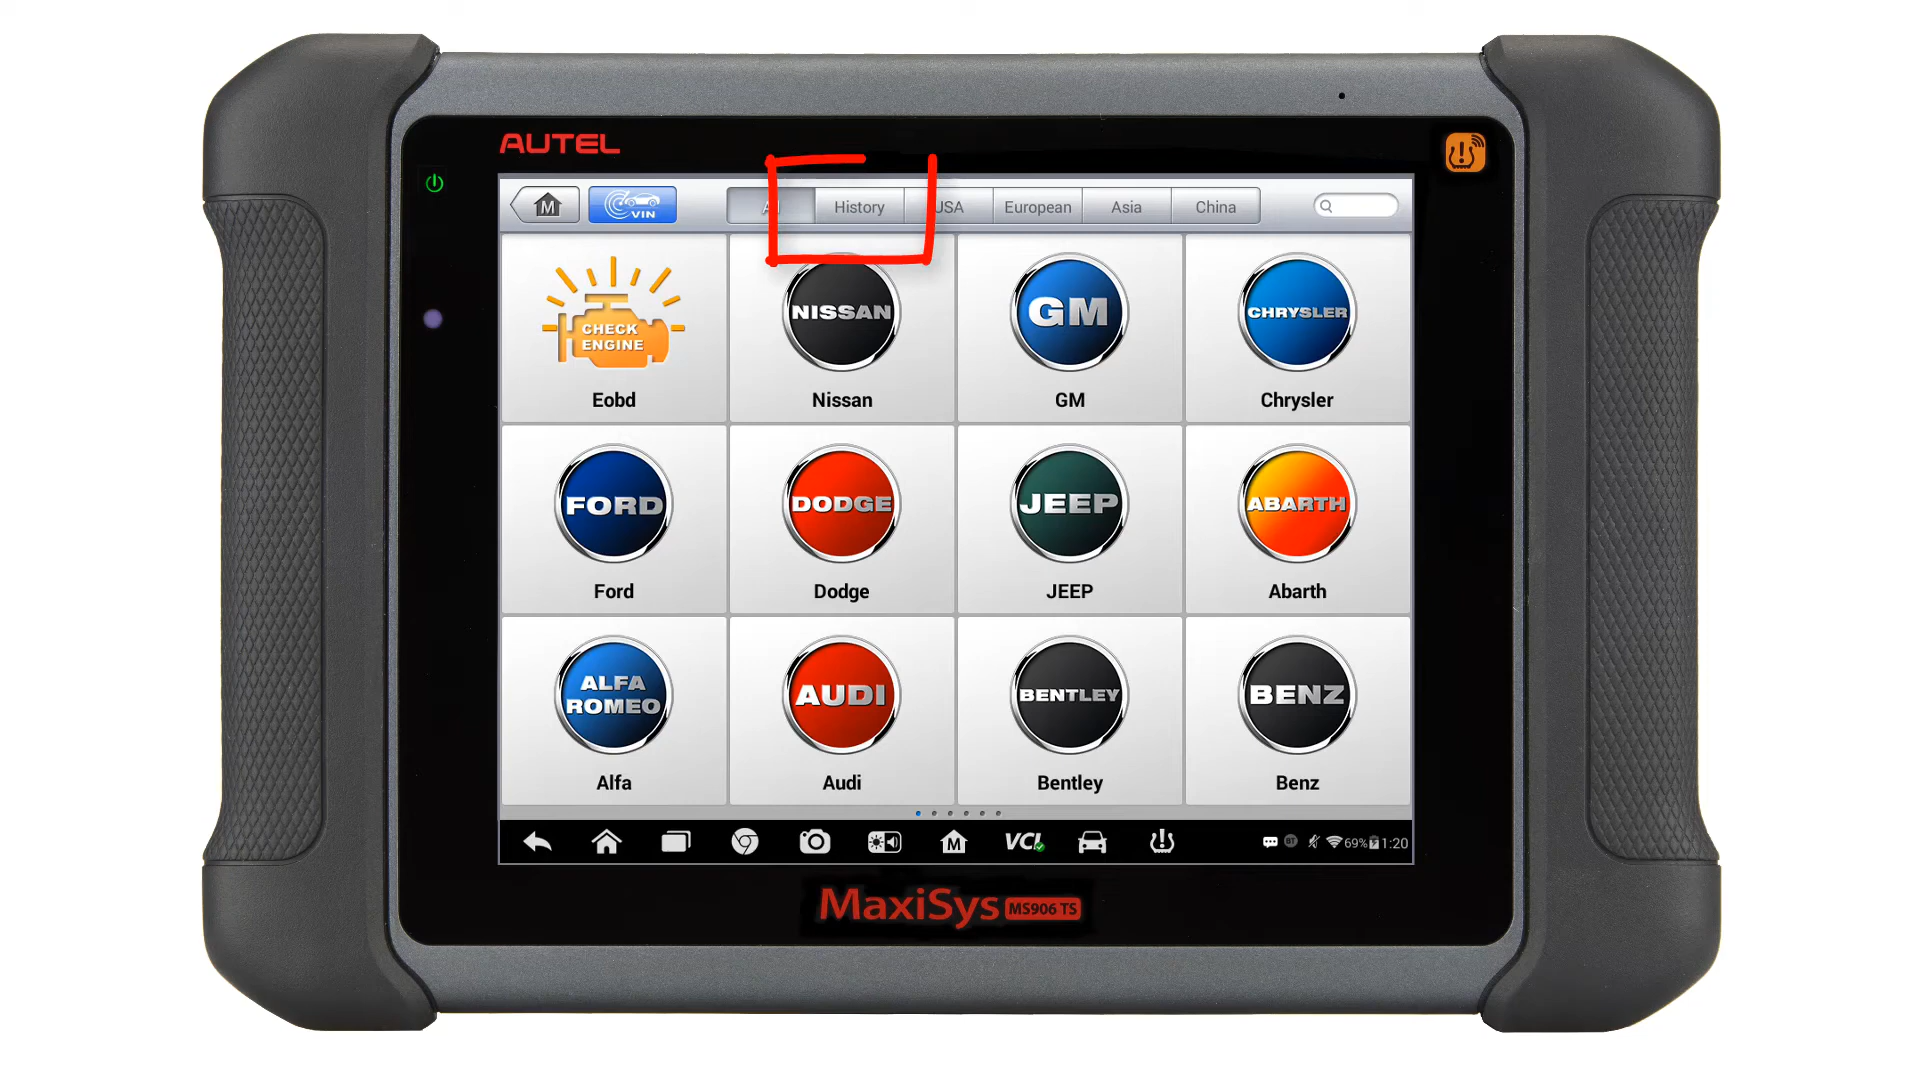 AUTEL
M
VIN
History
USA
European
Asia
China
CHECK
ENGINE
NISSAN
GM
CHRYSLER
Eobd
Nissan
GM
Chrysler
FORD
DODGE
JEEP
ABARTH
Ford
Dodge
JEEP
Abarth
ALFA
ROMEO
AUDI
BENTLEY
BENZ
Alfa
Audi
Bentley
Benz
M
VCI
69%
1:20
MaxiSys MS906 TS